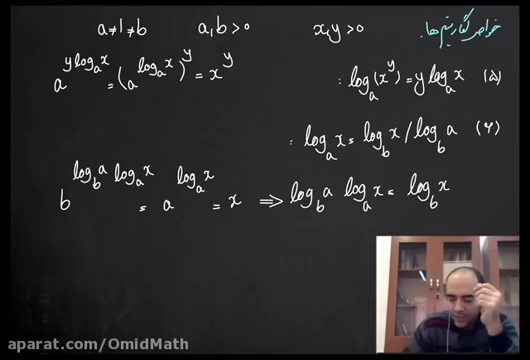 خواص لگاریتم‌ها.
a ≠ 1 ≠ b   a, b > 0   x, y > 0
(۵) log_a(x^y) = y log_a x :
a^{y log_a x} = (a^{log_a x})^y = x^y
(۶) log_a x = log_b x / log_b a :
b^{log_b a log_a x} = a^{log_a x} = x ⟹ log_b a log_a x = log_b x
aparat.com/OmidMath